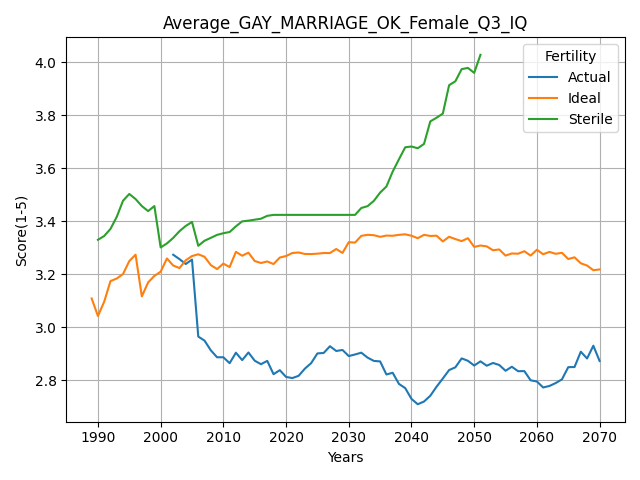 Average_GAY_MARRIAGE_OK_Female_Q3_IQ
Fertility
Actual
Ideal
Sterile
Score(1-5)
4.0
3.8
3.6
3.4
3.2
3.0
2.8
1990 2000 2010 2020 2030 2040 2050 2060 2070
Years